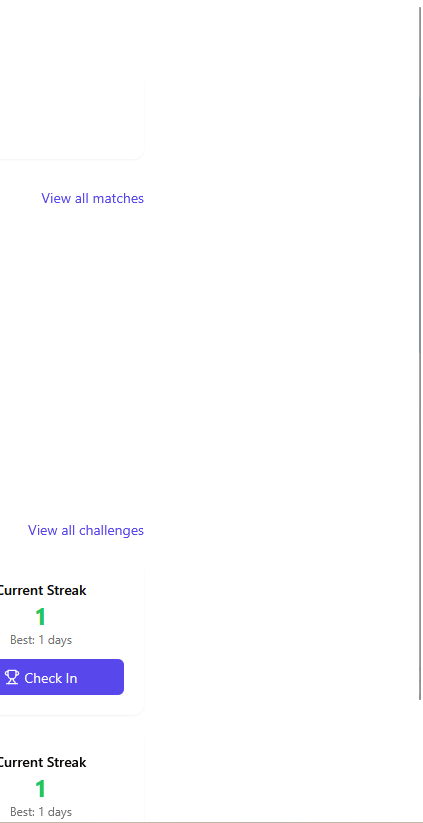 View all matches
View all challenges
Current Streak
1
Best: 1 days
Check In
Current Streak
1
Best: 1 days